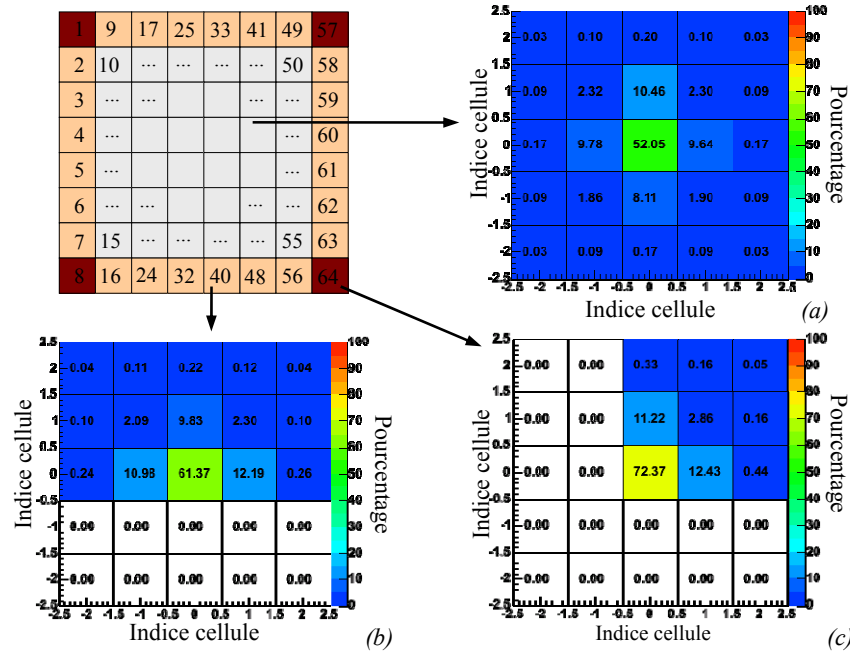 1 9 17 25 33 41 49 57
2 10 ... ... ... ... 50 58
3 ... ... ... 59
4 ... ... 60
5 ... ... 61
6 ... ... ... ... 62
7 15 ... ... ... ... 55 63
8 16 24 32 40 48 56 64
Indice cellule
2.5
2
1.5
1
0.5
0
-0.5
-1
-1.5
-2
-2.5
0.03 0.10 0.20 0.10 0.03
0.09 2.32 10.46 2.30 0.09
0.17 9.78 52.05 9.64 0.17
0.09 1.86 8.11 1.90 0.09
0.03 0.09 0.17 0.09 0.03
-2.5 -2 -1.5 -1 -0.5 0 0.5 1 1.5 2 2.5
Indice cellule
100
90
80
70
60
50
40
30
20
10
0
Pourcentage
(a)
Indice cellule
2.5
2
1.5
1
0.5
0
-0.5
-1
-1.5
-2
-2.5
0.04 0.11 0.22 0.12 0.04
0.10 2.09 9.63 2.30 0.10
0.24 10.98 61.37 12.19 0.26
0.00 0.00 0.00 0.00 0.00
0.00 0.00 0.00 0.00 0.00
-2.5 -2 -1.5 -1 -0.5 0 0.5 1 1.5 2 2.5
Indice cellule
100
90
80
70
60
50
40
30
20
10
0
Pourcentage
(b)
Indice cellule
2.5
2
1.5
1
0.5
0
-0.5
-1
-1.5
-2
-2.5
0.00 0.00 0.33 0.16 0.05
0.00 0.00 11.22 2.86 0.16
0.00 0.00 72.37 12.43 0.44
0.00 0.00 0.00 0.00 0.00
0.00 0.00 0.00 0.00 0.00
-2.5 -2 -1.5 -1 -0.5 0 0.5 1 1.5 2 2.5
Indice cellule
100
90
80
70
60
50
40
30
20
10
0
Pourcentage
(c)